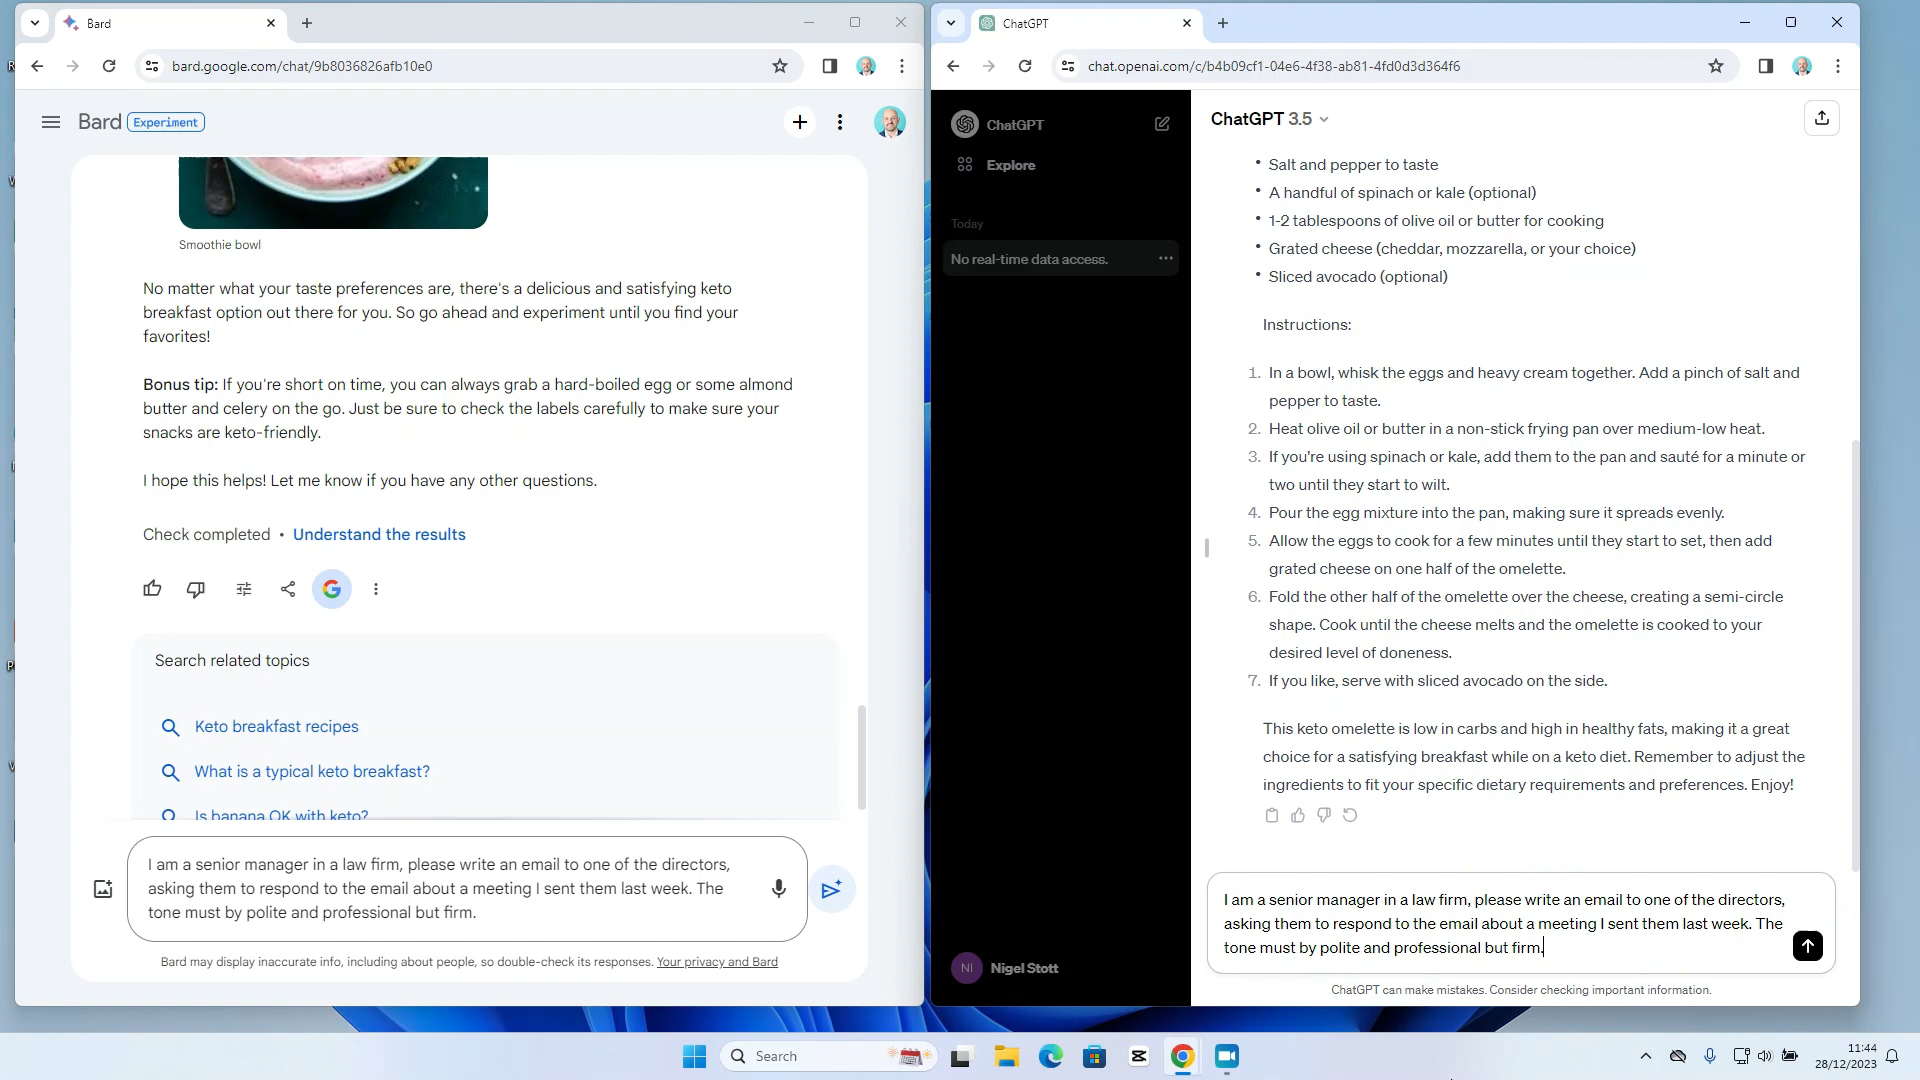 Bard
bard.google.com/chat/9b8036826afb10e0
Bard Experiment
Smoothie bowl
No matter what your taste preferences are, there's a delicious and satisfying keto
breakfast option out there for you. So go ahead and experiment until you find your
favorites!
Bonus tip: If you're short on time, you can always grab a hard-boiled egg or some almond
butter and celery on the go. Just be sure to check the labels carefully to make sure your
snacks are keto-friendly.
I hope this helps! Let me know if you have any other questions.
Check completed • Understand the results
Search related topics
Keto breakfast recipes
What is a typical keto breakfast?
Is banana OK with keto?
I am a senior manager in a law firm, please write an email to one of the directors,
asking them to respond to the email about a meeting I sent them last week. The
tone must by polite and professional but firm.
Bard may display inaccurate info, including about people, so double-check its responses. Your privacy and Bard
ChatGPT
chat.openai.com/c/b4b09cf1-04e6-4f38-ab81-4fd0d3d364f6
ChatGPT
Explore
Today
No real-time data access.
NI Nigel Stott
ChatGPT 3.5
• Salt and pepper to taste
• A handful of spinach or kale (optional)
• 1-2 tablespoons of olive oil or butter for cooking
• Grated cheese (cheddar, mozzarella, or your choice)
• Sliced avocado (optional)
Instructions:
1. In a bowl, whisk the eggs and heavy cream together. Add a pinch of salt and
pepper to taste.
2. Heat olive oil or butter in a non-stick frying pan over medium-low heat.
3. If you're using spinach or kale, add them to the pan and sauté for a minute or
two until they start to wilt.
4. Pour the egg mixture into the pan, making sure it spreads evenly.
5. Allow the eggs to cook for a few minutes until they start to set, then add
grated cheese on one half of the omelette.
6. Fold the other half of the omelette over the cheese, creating a semi-circle
shape. Cook until the cheese melts and the omelette is cooked to your
desired level of doneness.
7. If you like, serve with sliced avocado on the side.
This keto omelette is low in carbs and high in healthy fats, making it a great
choice for a satisfying breakfast while on a keto diet. Remember to adjust the
ingredients to fit your specific dietary requirements and preferences. Enjoy!
I am a senior manager in a law firm, please write an email to one of the directors,
asking them to respond to the email about a meeting I sent them last week. The
tone must by polite and professional but firm.
ChatGPT can make mistakes. Consider checking important information.
Search
11:44
28/12/2023